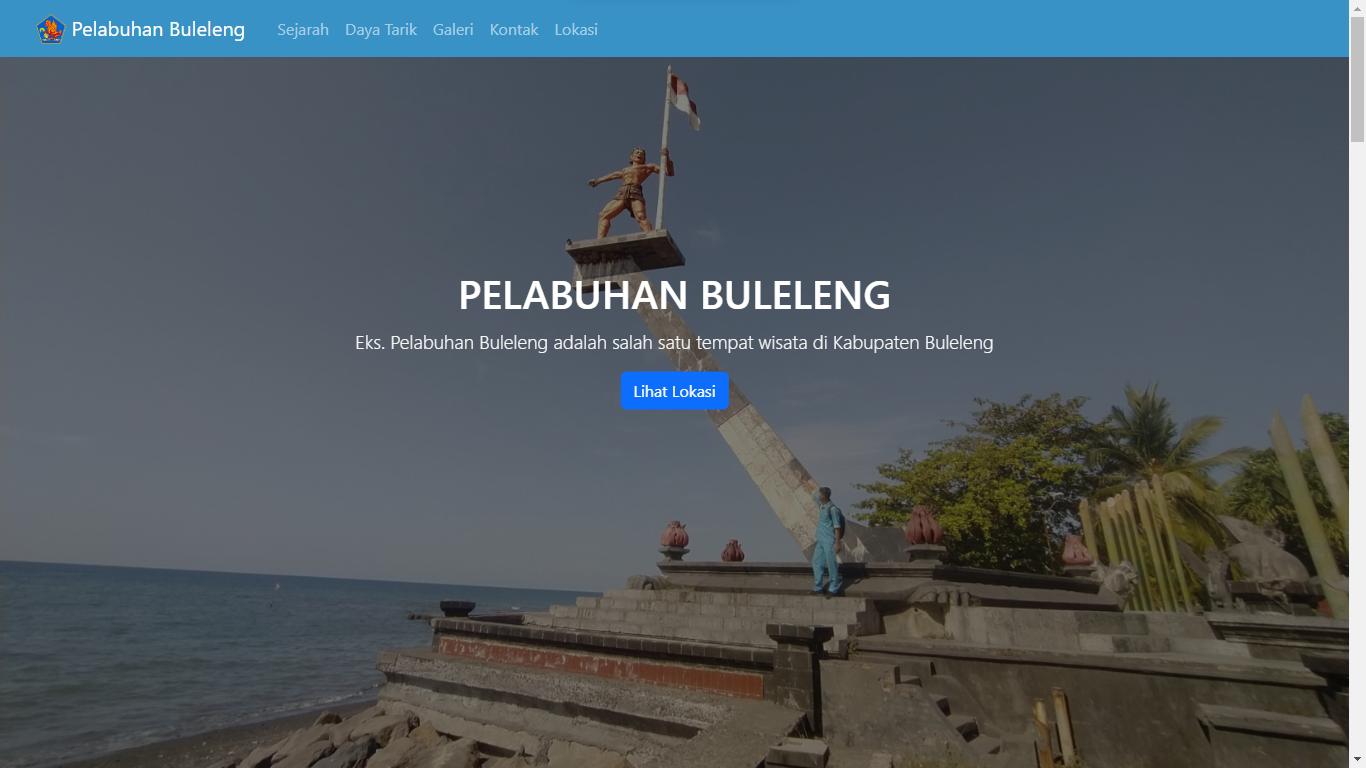 Pelabuhan Buleleng
Sejarah
Daya Tarik
Galeri
Kontak
Lokasi
PELABUHAN BULELENG
Eks. Pelabuhan Buleleng adalah salah satu tempat wisata di Kabupaten Buleleng
Lihat Lokasi